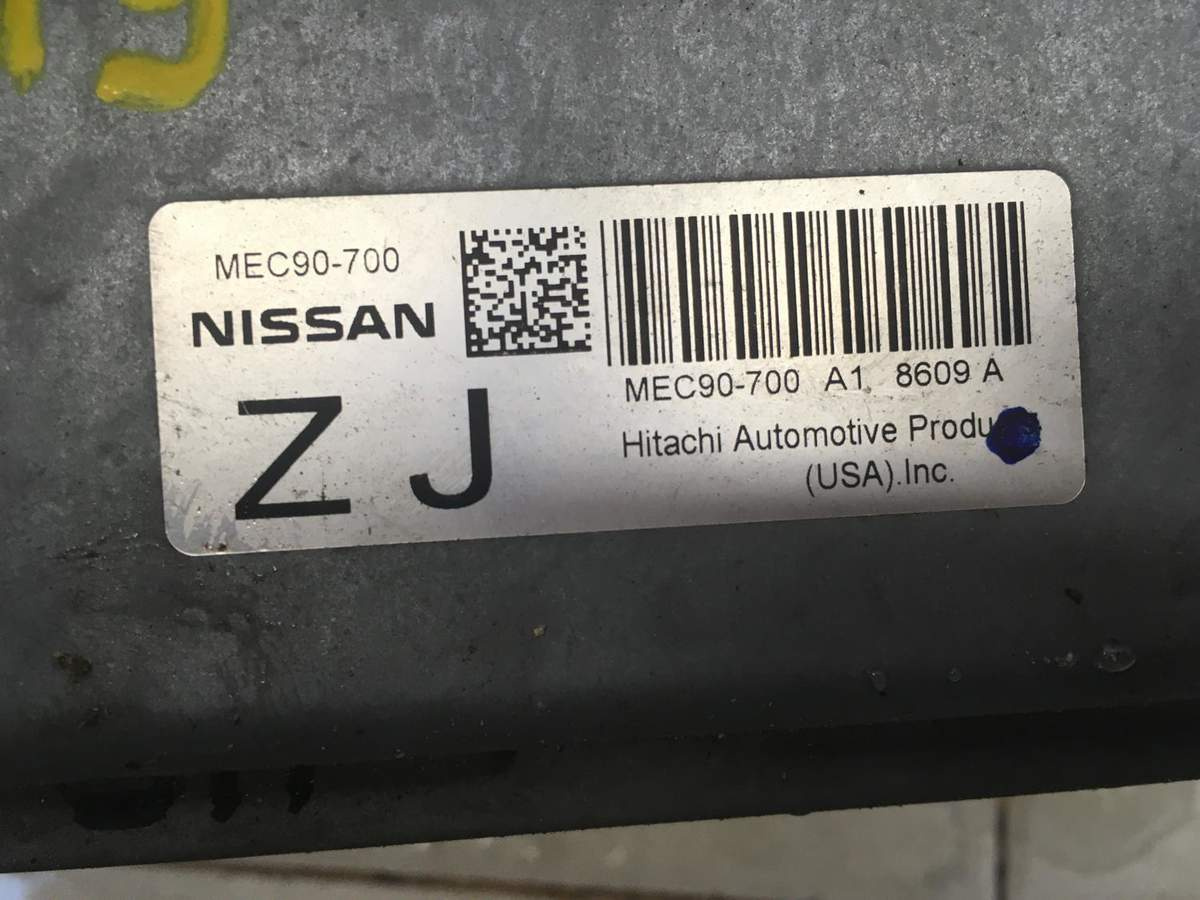 MEC90-700
NISSAN
Z J
MEC90-700 A1 8609 A
Hitachi Automotive
(USA).Inc.